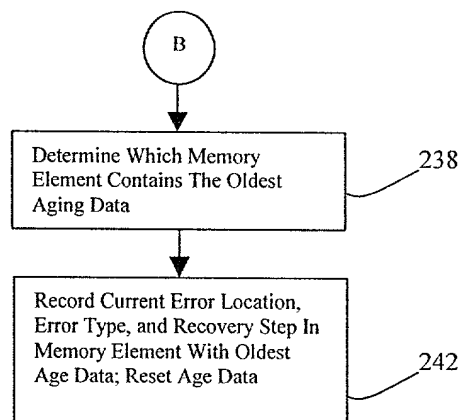 B
Determine Which Memory
Element Contains The Oldest
Aging Data
238
Record Current Error Location,
Error Type, and Recovery Step In
Memory Element With Oldest
Age Data; Reset Age Data
242